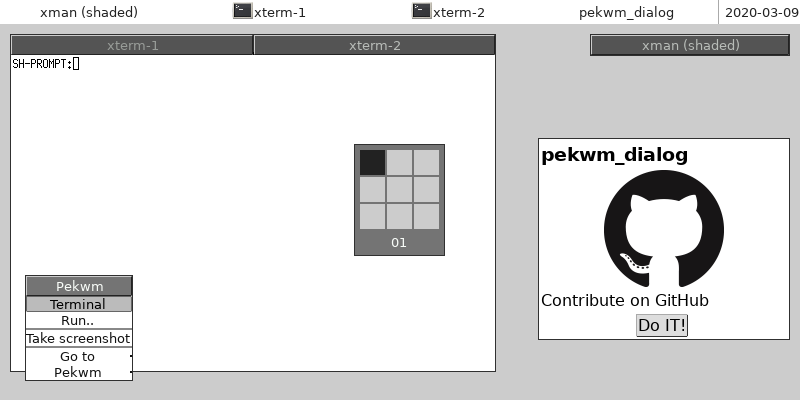 xman (shaded) xterm-1 xterm-2 pekwm_dialog 2020-03-09
xterm-1 xterm-2 xman (shaded)
SH-PROMPT:
01
pekwm_dialog
Contribute on GitHub
Do IT!
Pekwm
Terminal
Run..
Take screenshot
Go to
Pekwm